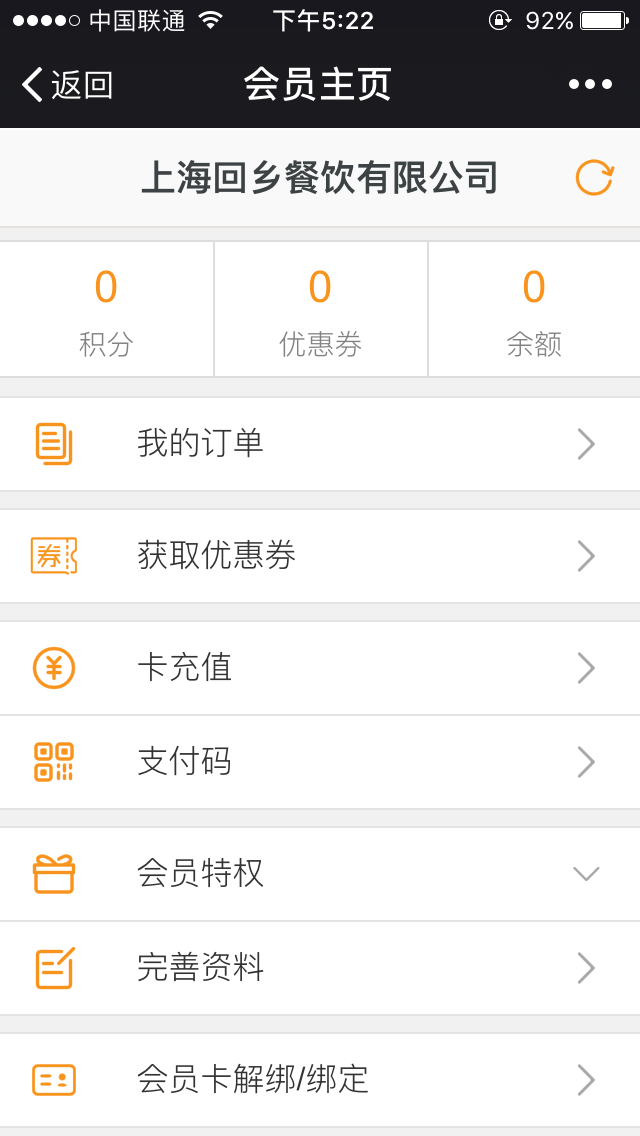 中国联通 下午5:22 92%
返回 会员主页
上海回乡餐饮有限公司
0 0 0
积分 优惠券 余额
我的订单
券 获取优惠券
¥ 卡充值
支付码
会员特权
完善资料
会员卡解绑/绑定